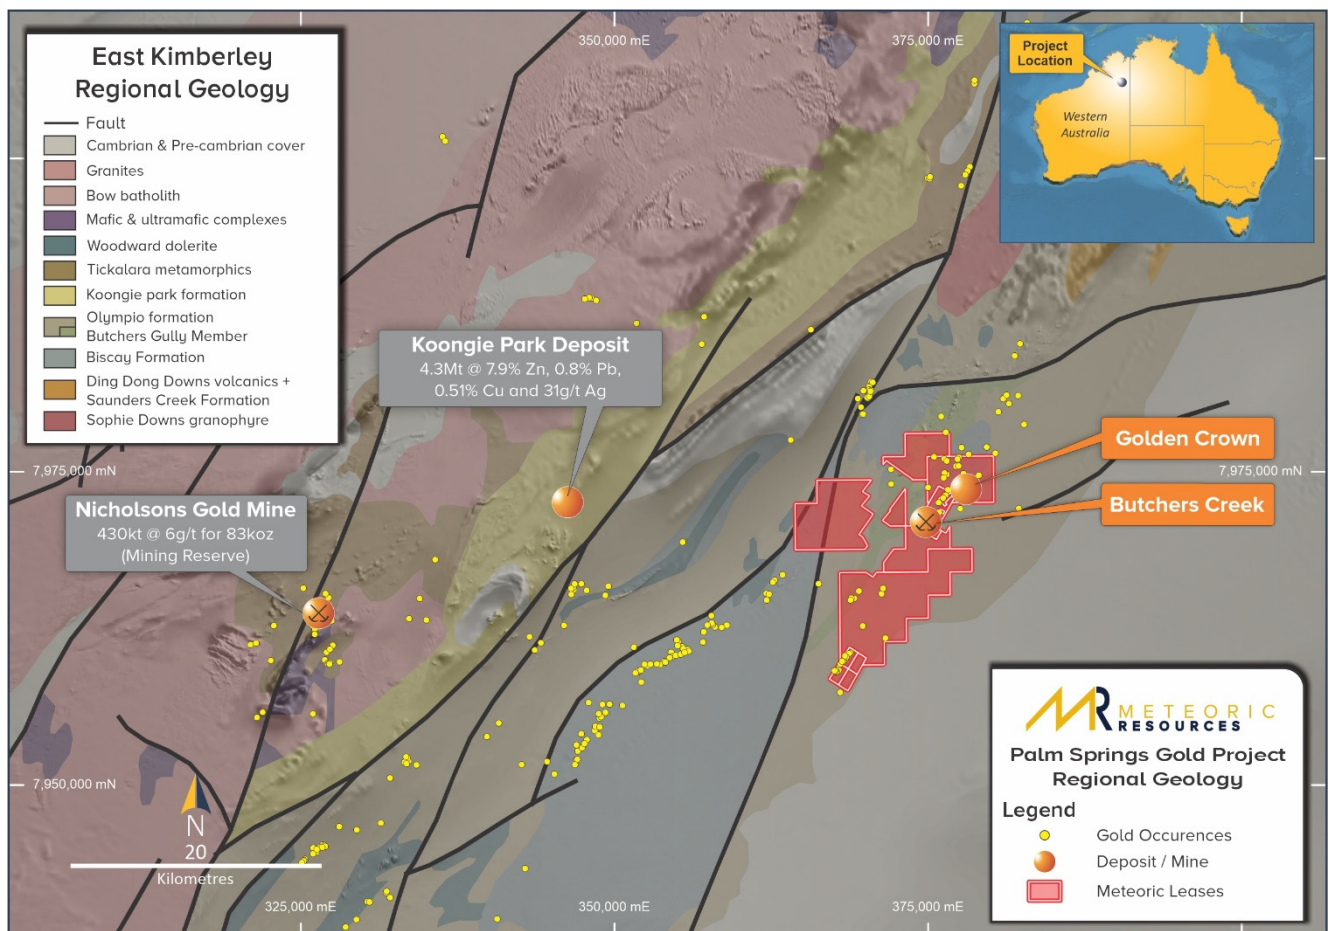 East Kimberley
Regional Geology
Fault
Cambrian & Pre-cambrian cover
Granites
Bow batholith
Mafic & ultramafic complexes
Woodward dolerite
Tickalara metamorphics
Koongie park formation
Olympio formation
Butchers Gully Member
Biscay Formation
Ding Dong Downs volcanics +
Saunders Creek Formation
Sophie Downs granophyre
350,000 mE
375,000 mE
Project
Location
Western
Australia
Koongie Park Deposit
4.3Mt @ 7.9% Zn, 0.8% Pb,
0.51% Cu and 31g/t Ag
Golden Crown
7,975,000 mN
7,975,000 mN
Nicholsons Gold Mine
430kt @ 6g/t for 83koz
(Mining Reserve)
Butchers Creek
METEORIC
RESOURCES
Palm Springs Gold Project
Regional Geology
Legend
Gold Occurences
Deposit / Mine
Meteoric Leases
7,950,000 mN
N
20
Kilometres
325,000 mE
350,000 mE
375,000 mE